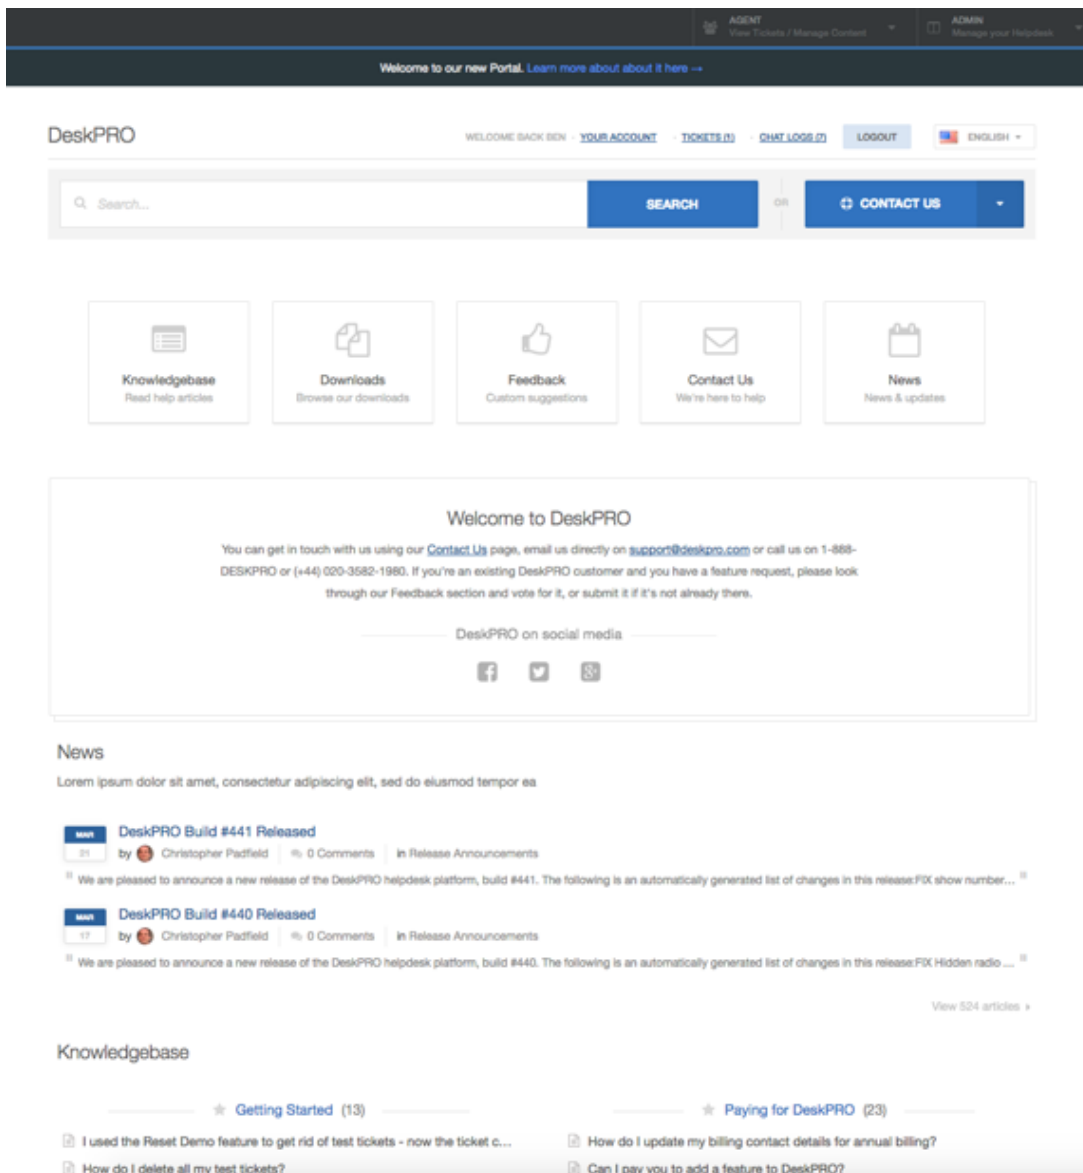 AGENT
View Tickets / Manage Content
ADMIN
Manage your Helpdesk
Welcome to our new Portal. Learn more about about it here →
DeskPRO
WELCOME BACK BEN · YOUR ACCOUNT · TICKETS (1) · CHAT LOGS (7) LOGOUT ENGLISH
Search... SEARCH OR CONTACT US
Knowledgebase
Read help articles
Downloads
Browse our downloads
Feedback
Custom suggestions
Contact Us
We're here to help
News
News & updates
Welcome to DeskPRO
You can get in touch with us using our Contact Us page, email us directly on support@deskpro.com or call us on 1-888-
DESKPRO or (+44) 020-3582-1980. If you're an existing DeskPRO customer and you have a feature request, please look
through our Feedback section and vote for it, or submit it if it's not already there.
DeskPRO on social media
News
Lorem ipsum dolor sit amet, consectetur adipiscing elit, sed do eiusmod tempor ea
MAR DeskPRO Build #441 Released
21 by Christopher Padfield 0 Comments in Release Announcements
" We are pleased to announce a new release of the DeskPRO helpdesk platform, build #441. The following is an automatically generated list of changes in this release:FIX show number... "
MAR DeskPRO Build #440 Released
17 by Christopher Padfield 0 Comments in Release Announcements
" We are pleased to announce a new release of the DeskPRO helpdesk platform, build #440. The following is an automatically generated list of changes in this release:FIX Hidden radio .... "
View 524 articles
Knowledgebase
Getting Started (13)
I used the Reset Demo feature to get rid of test tickets - now the ticket c...
How do I delete all my test tickets?
Paying for DeskPRO (23)
How do I update my billing contact details for annual billing?
Can I pay you to add a feature to DeskPRO?